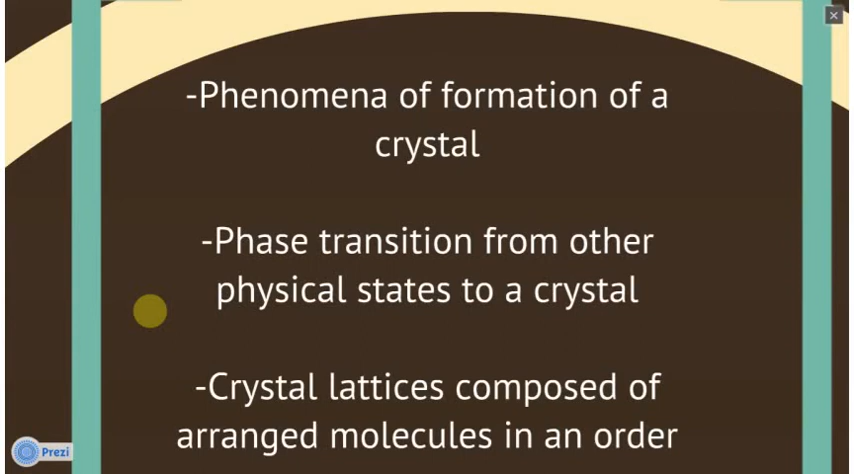 -Phenomena of formation of a
crystal
-Phase transition from other
physical states to a crystal
-Crystal lattices composed of
arranged molecules in an order
Prezi